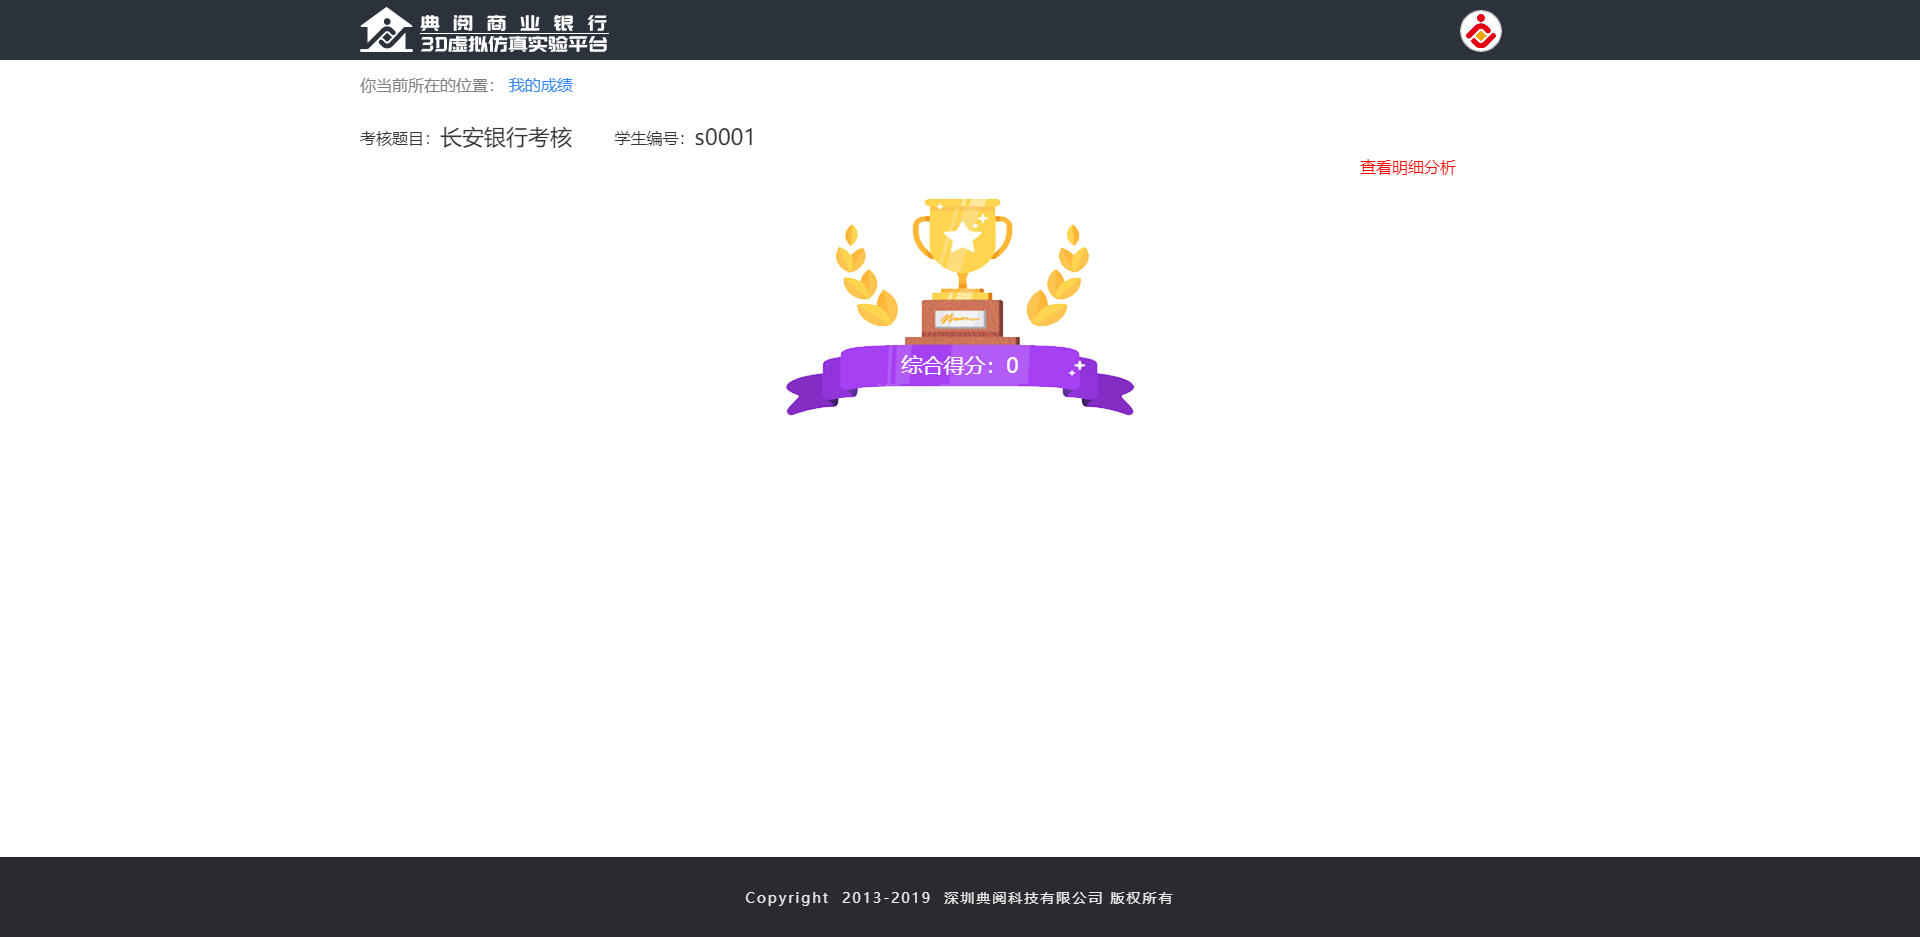 典阅商业银行
3D虚拟仿真实验平台
你当前所在的位置： 我的成绩
考核题目：长安银行考核 学生编号：s0001
查看明细分析
综合得分：0
Copyright 2013-2019 深圳典阅科技有限公司 版权所有